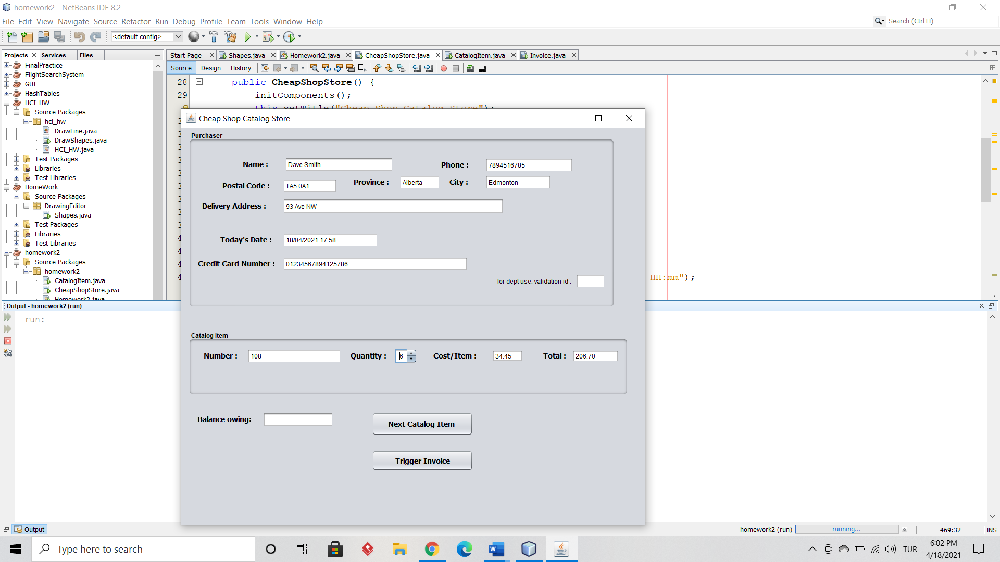 homework2 - NetBeans IDE 8.2
File Edit View Navigate Source Refactor Run Debug Profile Team Tools Window Help
Search (Ctrl+I)
<default config>
Projects Services Files
Start Page Shapes.java Homework2.java CheapShopStore.java CatalogItem.java Invoice.java
Source Design History
FinalPractice
FlightSearchSystem
GUI
HashTables
HCI_HW
Source Packages
hci_hw
DrawLine.java
DrawShapes.java
HCI_HW.java
Test Packages
Libraries
Test Libraries
HomeWork
Source Packages
DrawingEditor
Shapes.java
Test Packages
Libraries
Test Libraries
homework2
Source Packages
homework2
CatalogItem.java
CheapShopStore.java
Homework2.java
28 public CheapShopStore() {
29 initComponents();
this.setTitle("Cheap Shop Catalog Store");
HH:mm");
Cheap Shop Catalog Store
Purchaser
Name : Dave Smith Phone : 7894516785
Postal Code : TA5 0A1 Province : Alberta City : Edmonton
Delivery Address : 93 Ave NW
Today's Date : 18/04/2021 17:58
Credit Card Number : 01234567894125786
for dept use: validation id :
Catalog Item
Number : 108 Quantity : 6 Cost/Item : 34.45 Total : 206.70
Balance owing:
Next Catalog Item
Trigger Invoice
Output - homework2 (run)
run:
Output
homework2 (run) running... 469:32 INS
Type here to search
TUR
6:02 PM
4/18/2021